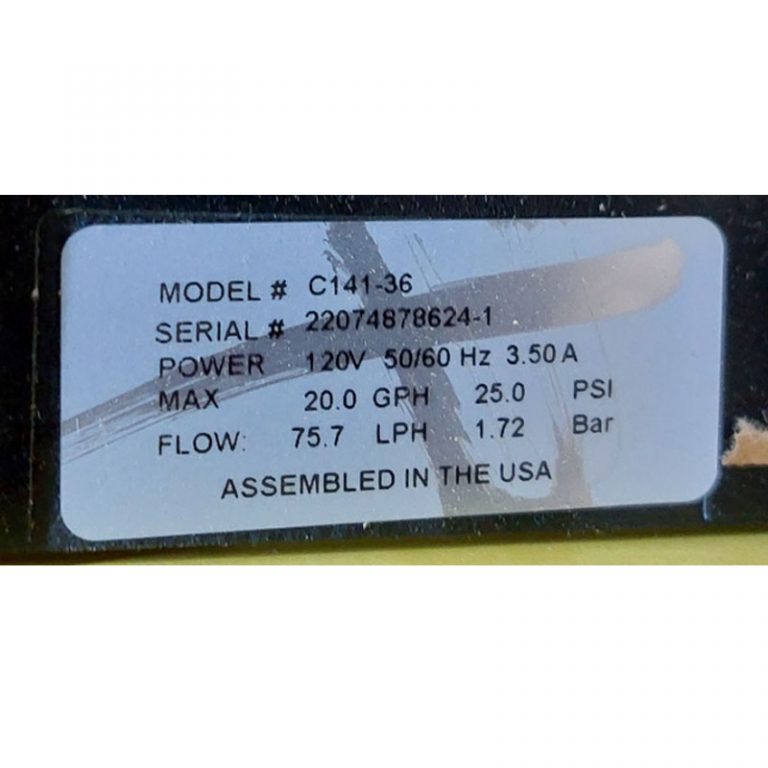 MODEL # C141-36
SERIAL # 22074878624-1
POWER 120V 50/60 Hz 3.50 A
MAX 20.0 GPH 25.0 PSI
FLOW: 75.7 LPH 1.72 Bar
ASSEMBLED IN THE USA